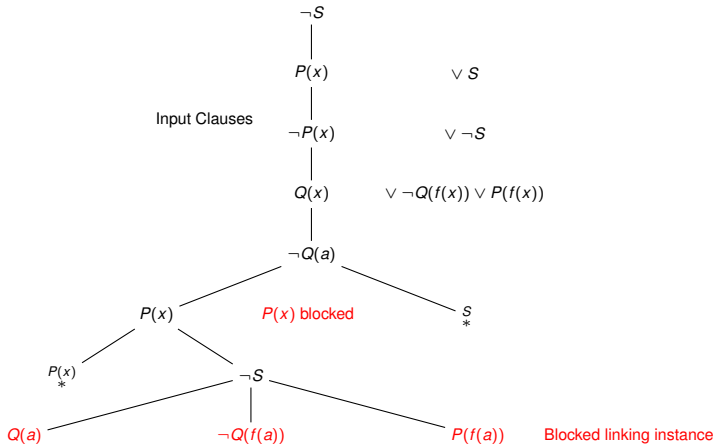 ¬S
P(x) ∨ S
Input Clauses
¬P(x) ∨ ¬S
Q(x) ∨ ¬Q(f(x)) ∨ P(f(x))
¬Q(a)
P(x) P(x) blocked S
*
P(x)
*
¬S
Q(a) ¬Q(f(a)) P(f(a)) Blocked linking instance